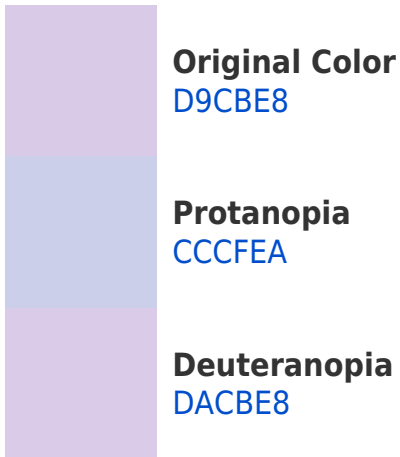 Original Color
D9CBE8
Protanopia
CCCFEA
Deuteranopia
DACBE8